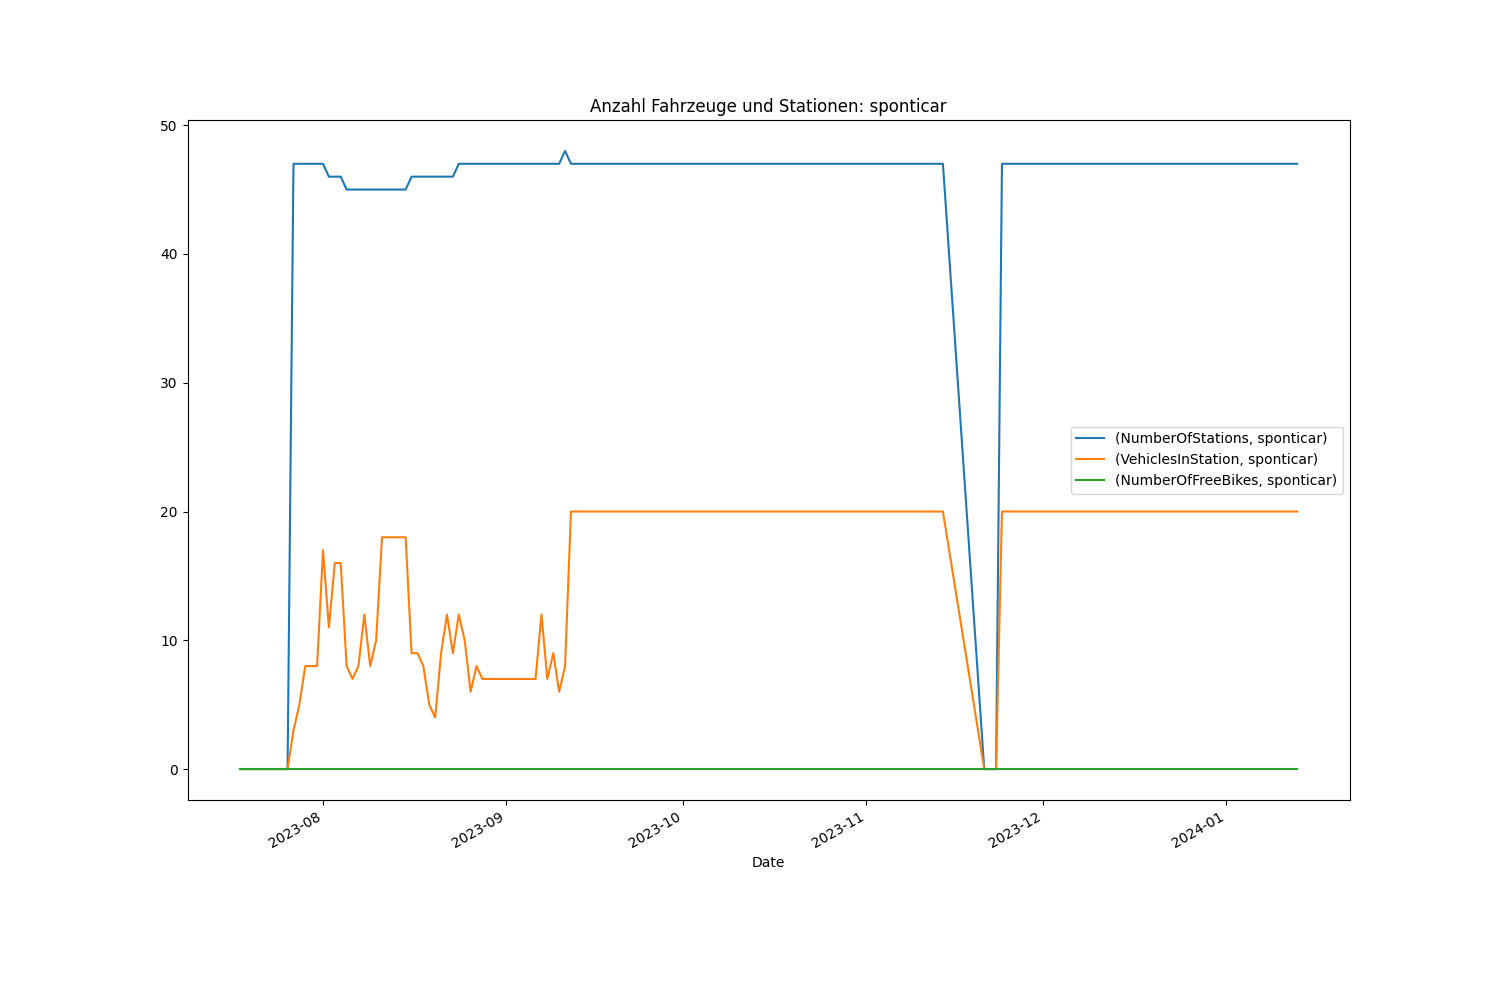 Anzahl Fahrzeuge und Stationen: sponticar
50
40
30
20
10
0
(NumberOfStations, sponticar)
(VehiclesInStation, sponticar)
(NumberOfFreeBikes, sponticar)
2023-08
2023-09
2023-10
2023-11
2023-12
2024-01
Date